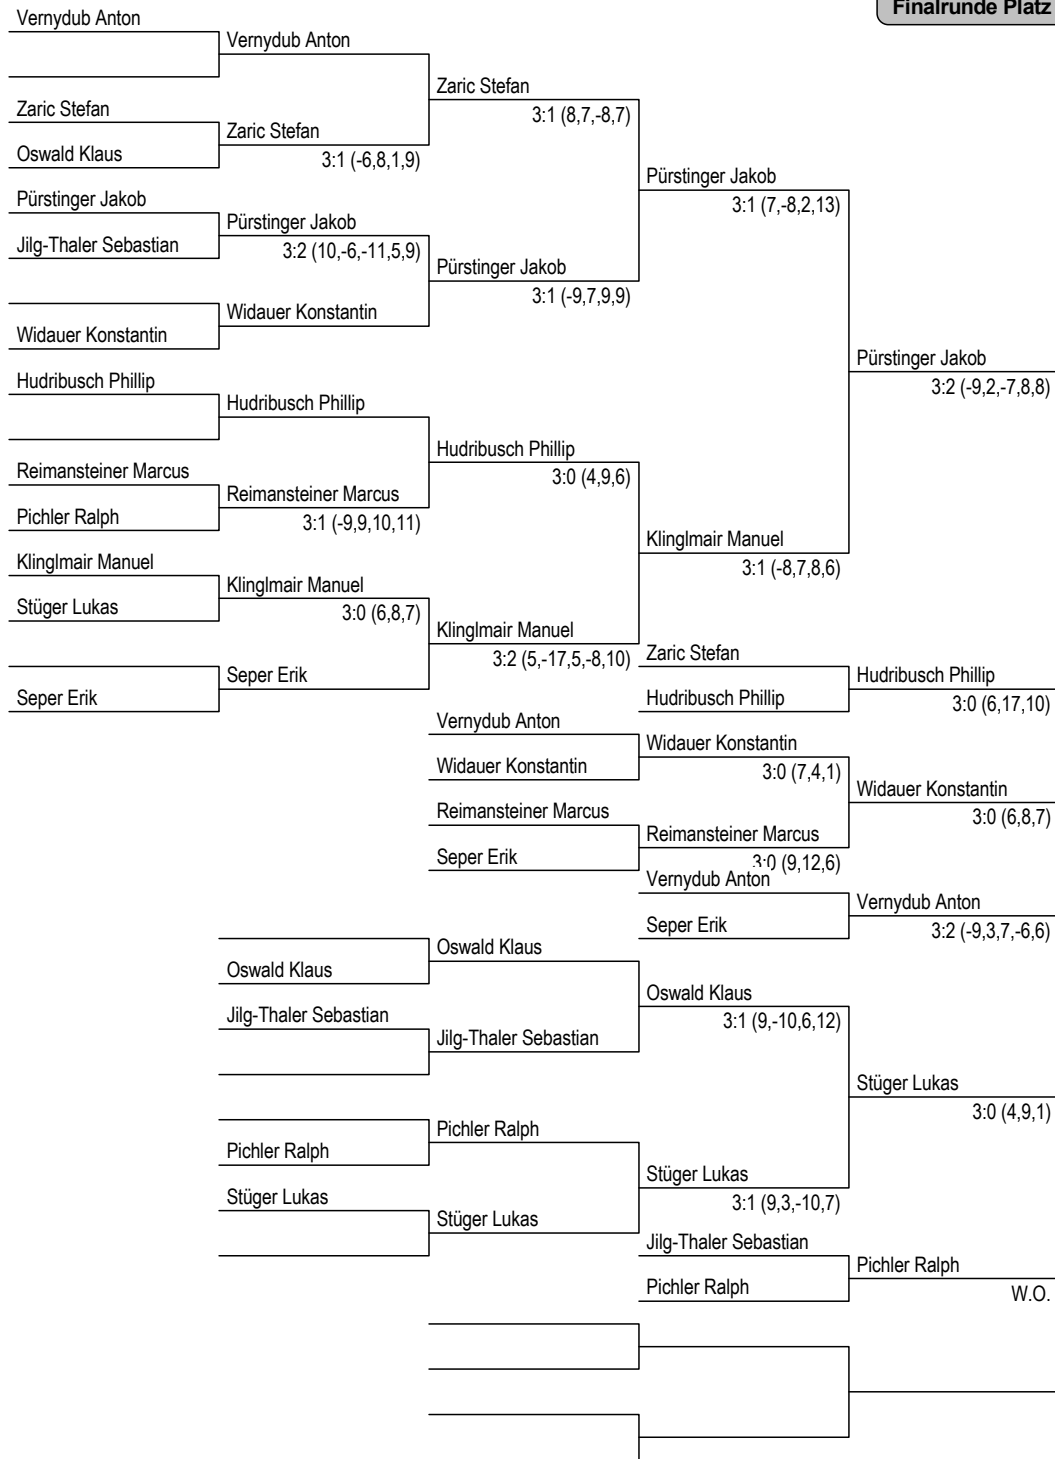 Finalrunde Platz
Vernydub Anton
Vernydub Anton
Zaric Stefan
3:1 (8,7,-8,7)
Zaric Stefan
Zaric Stefan
3:1 (-6,8,1,9)
Oswald Klaus
Pürstinger Jakob
3:1 (7,-8,2,13)
Pürstinger Jakob
Pürstinger Jakob
3:2 (10,-6,-11,5,9)
Jilg-Thaler Sebastian
Pürstinger Jakob
3:1 (-9,7,9,9)
Widauer Konstantin
Widauer Konstantin
Pürstinger Jakob
3:2 (-9,2,-7,8,8)
Hudribusch Phillip
Hudribusch Phillip
Hudribusch Phillip
3:0 (4,9,6)
Reimansteiner Marcus
Reimansteiner Marcus
3:1 (-9,9,10,11)
Pichler Ralph
Klinglmair Manuel
3:1 (-8,7,8,6)
Klinglmair Manuel
Klinglmair Manuel
3:0 (6,8,7)
Stüger Lukas
Klinglmair Manuel
3:2 (5,-17,5,-8,10)
Seper Erik
Seper Erik
Zaric Stefan
Hudribusch Phillip
Hudribusch Phillip
3:0 (6,17,10)
Vernydub Anton
Widauer Konstantin
Widauer Konstantin
3:0 (7,4,1)
Widauer Konstantin
3:0 (6,8,7)
Reimansteiner Marcus
Reimansteiner Marcus
3:0 (9,12,6)
Seper Erik
Vernydub Anton
Seper Erik
Vernydub Anton
3:2 (-9,3,7,-6,6)
Oswald Klaus
Oswald Klaus
Oswald Klaus
3:1 (9,-10,6,12)
Jilg-Thaler Sebastian
Jilg-Thaler Sebastian
Stüger Lukas
3:0 (4,9,1)
Pichler Ralph
Pichler Ralph
Stüger Lukas
3:1 (9,3,-10,7)
Stüger Lukas
Stüger Lukas
Jilg-Thaler Sebastian
Pichler Ralph
Pichler Ralph
W.O.